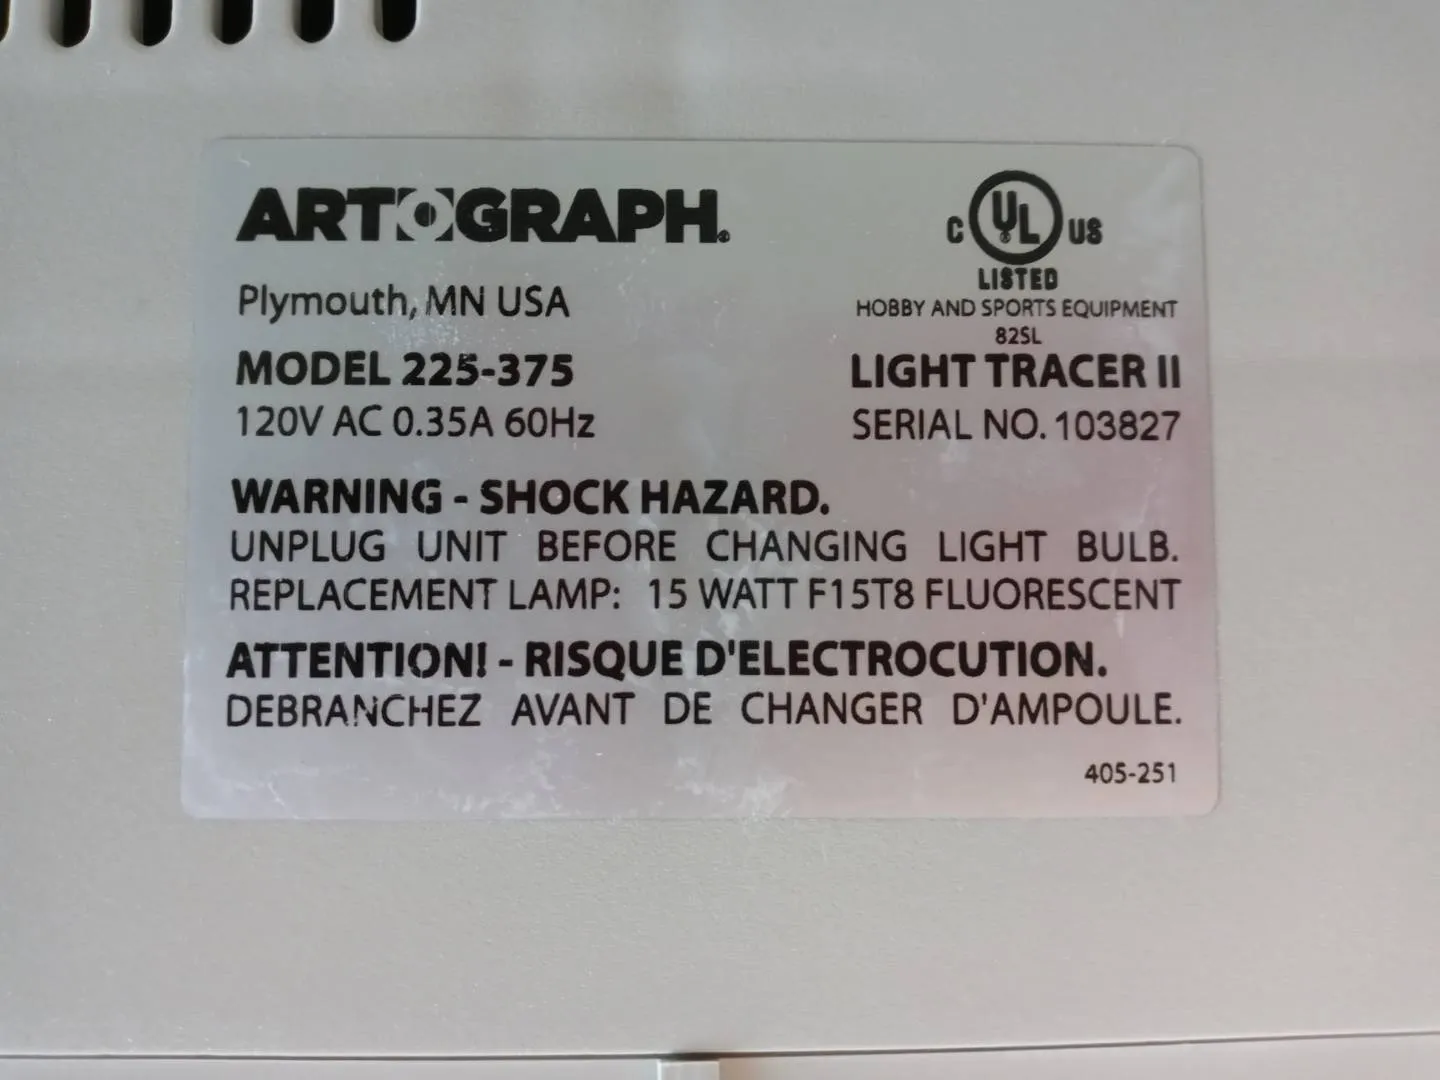 ARTOGRAPH®
C UL® US
LISTED
Plymouth, MN USA
HOBBY AND SPORTS EQUIPMENT
82SL
MODEL 225-375
LIGHT TRACER II
120V AC 0.35A 60Hz
SERIAL NO. 103827
WARNING - SHOCK HAZARD.
UNPLUG UNIT BEFORE CHANGING LIGHT BULB.
REPLACEMENT LAMP: 15 WATT F15T8 FLUORESCENT
ATTENTION! - RISQUE D'ELECTROCUTION.
DEBRANCHEZ AVANT DE CHANGER D'AMPOULE.
405-251